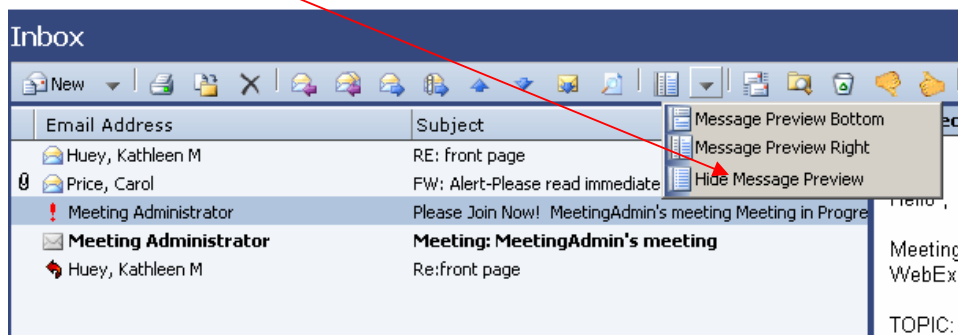 Inbox
New
Email Address Subject
Message Preview Bottom
Message Preview Right
Hide Message Preview
Huey, Kathleen M RE: front page
Price, Carol FW: Alert-Please read immediate
Meeting Administrator Please Join Now! MeetingAdmin's meeting Meeting in Progre
Meeting Administrator Meeting: MeetingAdmin's meeting
Huey, Kathleen M Re:front page
Hello ,
Meeting
WebEx
TOPIC: